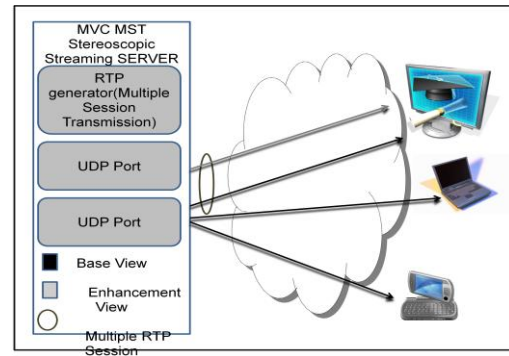 MVC MST
Stereoscopic
Streaming SERVER
RTP
generator(Multiple
Session
Transmission)
UDP Port
UDP Port
Base View
Enhancement
View
Multiple RTP
Session